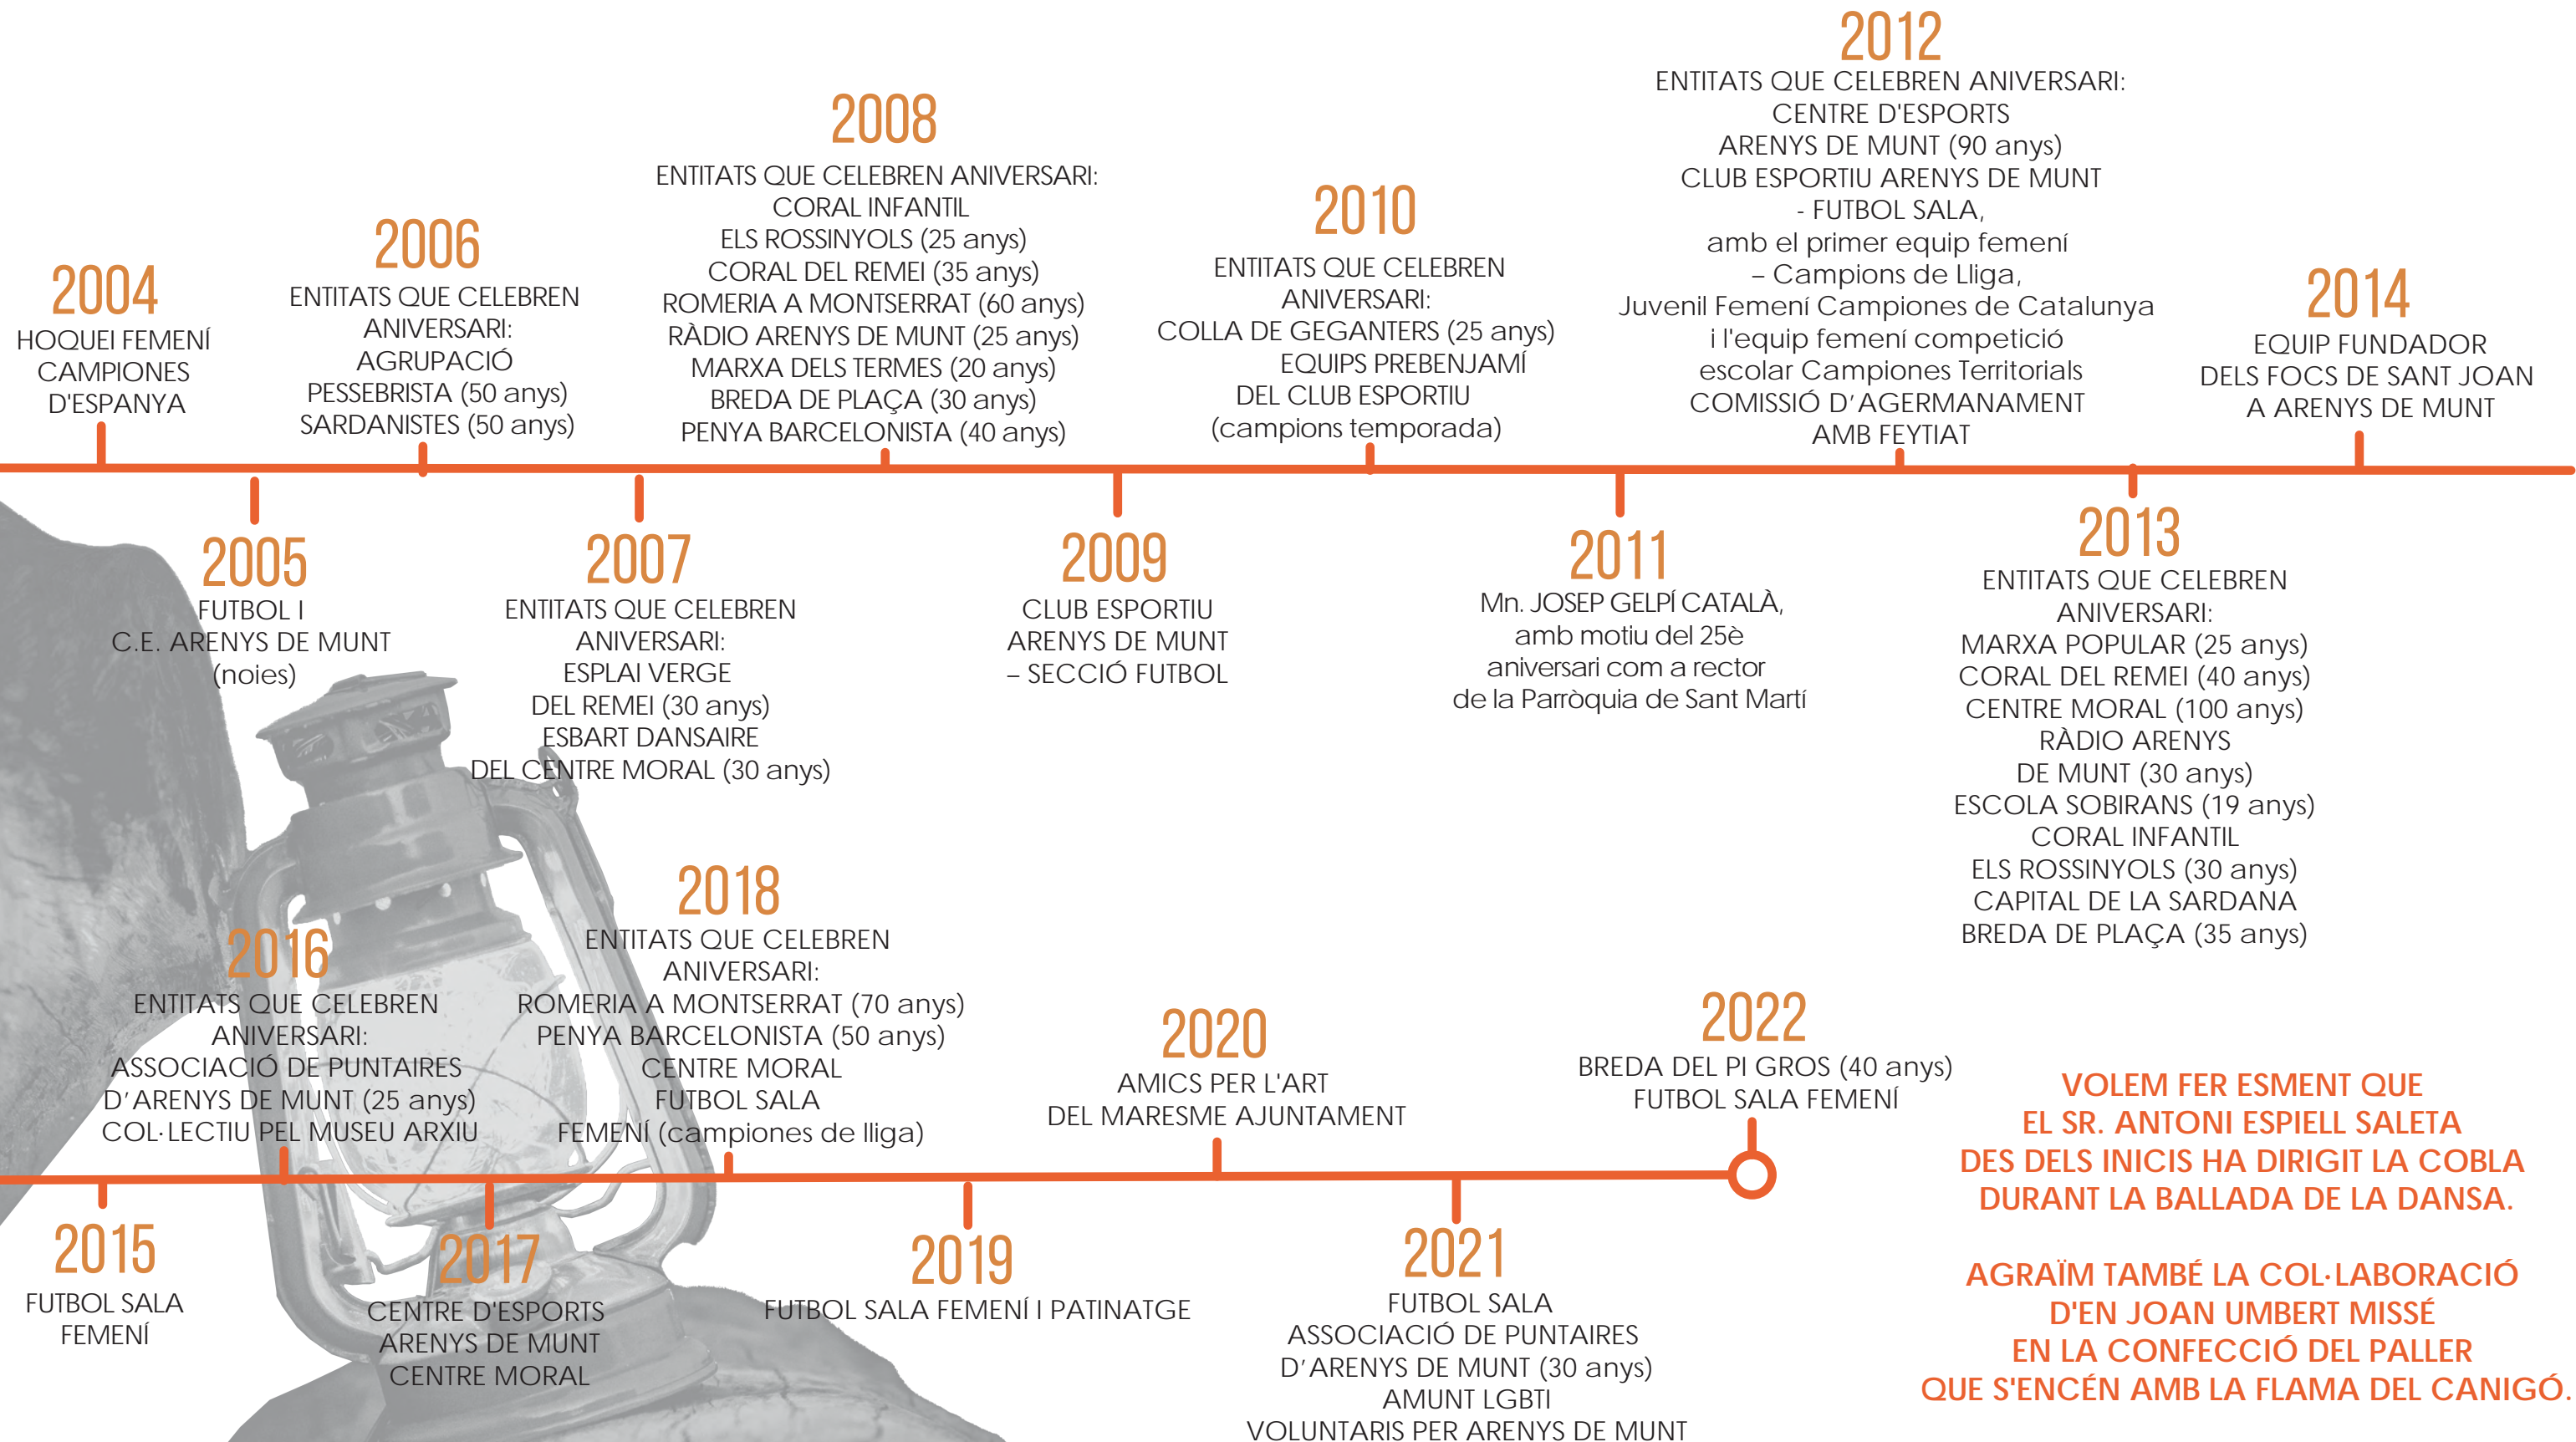 2004
HOQUEI FEMENÍ
CAMPIONES
D'ESPANYA
2005
FUTBOL I
C.E. ARENYS DE MUNT
(noies)
2006
ENTITATS QUE CELEBREN
ANIVERSARI:
AGRUPACIÓ
PESSEBRISTA (50 anys)
SARDANISTES (50 anys)
2007
ENTITATS QUE CELEBREN
ANIVERSARI:
ESPLAI VERGE
DEL REMEI (30 anys)
ESBART DANSAIRE
DEL CENTRE MORAL (30 anys)
2008
ENTITATS QUE CELEBREN ANIVERSARI:
CORAL INFANTIL
ELS ROSSINYOLS (25 anys)
CORAL DEL REMEI (35 anys)
ROMERIA A MONTSERRAT (60 anys)
RÀDIO ARENYS DE MUNT (25 anys)
MARXA DELS TERMES (20 anys)
BREDA DE PLAÇA (30 anys)
PENYA BARCELONISTA (40 anys)
2009
CLUB ESPORTIU
ARENYS DE MUNT
– SECCIÓ FUTBOL
2010
ENTITATS QUE CELEBREN
ANIVERSARI:
COLLA DE GEGANTERS (25 anys)
EQUIPS PREBENJAMÍ
DEL CLUB ESPORTIU
(campions temporada)
2011
Mn. JOSEP GELPÍ CATALÀ,
amb motiu del 25è
aniversari com a rector
de la Parròquia de Sant Martí
2012
ENTITATS QUE CELEBREN ANIVERSARI:
CENTRE D'ESPORTS
ARENYS DE MUNT (90 anys)
CLUB ESPORTIU ARENYS DE MUNT
- FUTBOL SALA,
amb el primer equip femení
– Campions de Lliga,
Juvenil Femení Campiones de Catalunya
i l'equip femení competició
escolar Campiones Territorials
COMISSIÓ D'AGERMANAMENT
AMB FEYTIAT
2013
ENTITATS QUE CELEBREN
ANIVERSARI:
MARXA POPULAR (25 anys)
CORAL DEL REMEI (40 anys)
CENTRE MORAL (100 anys)
RÀDIO ARENYS
DE MUNT (30 anys)
ESCOLA SOBIRANS (19 anys)
CORAL INFANTIL
ELS ROSSINYOLS (30 anys)
CAPITAL DE LA SARDANA
BREDA DE PLAÇA (35 anys)
2014
EQUIP FUNDADOR
DELS FOCS DE SANT JOAN
A ARENYS DE MUNT
2015
FUTBOL SALA
FEMENÍ
2016
ENTITATS QUE CELEBREN
ANIVERSARI:
ASSOCIACIÓ DE PUNTAIRES
D'ARENYS DE MUNT (25 anys)
COL·LECTIU PEL MUSEU ARXIU
2017
CENTRE D'ESPORTS
ARENYS DE MUNT
CENTRE MORAL
2018
ENTITATS QUE CELEBREN
ANIVERSARI:
ROMERIA A MONTSERRAT (70 anys)
PENYA BARCELONISTA (50 anys)
CENTRE MORAL
FUTBOL SALA
FEMENÍ (campiones de lliga)
2019
FUTBOL SALA FEMENÍ I PATINATGE
2020
AMICS PER L'ART
DEL MARESME AJUNTAMENT
2021
FUTBOL SALA
ASSOCIACIÓ DE PUNTAIRES
D'ARENYS DE MUNT (30 anys)
AMUNT LGBTI
VOLUNTARIS PER ARENYS DE MUNT
2022
BREDA DEL PI GROS (40 anys)
FUTBOL SALA FEMENÍ
VOLEM FER ESMENT QUE
EL SR. ANTONI ESPIELL SALETA
DES DELS INICIS HA DIRIGIT LA COBLA
DURANT LA BALLADA DE LA DANSA.
AGRAÏM TAMBÉ LA COL·LABORACIÓ
D'EN JOAN UMBERT MISSÉ
EN LA CONFECCIÓ DEL PALLER
QUE S'ENCÉN AMB LA FLAMA DEL CANIGÓ.